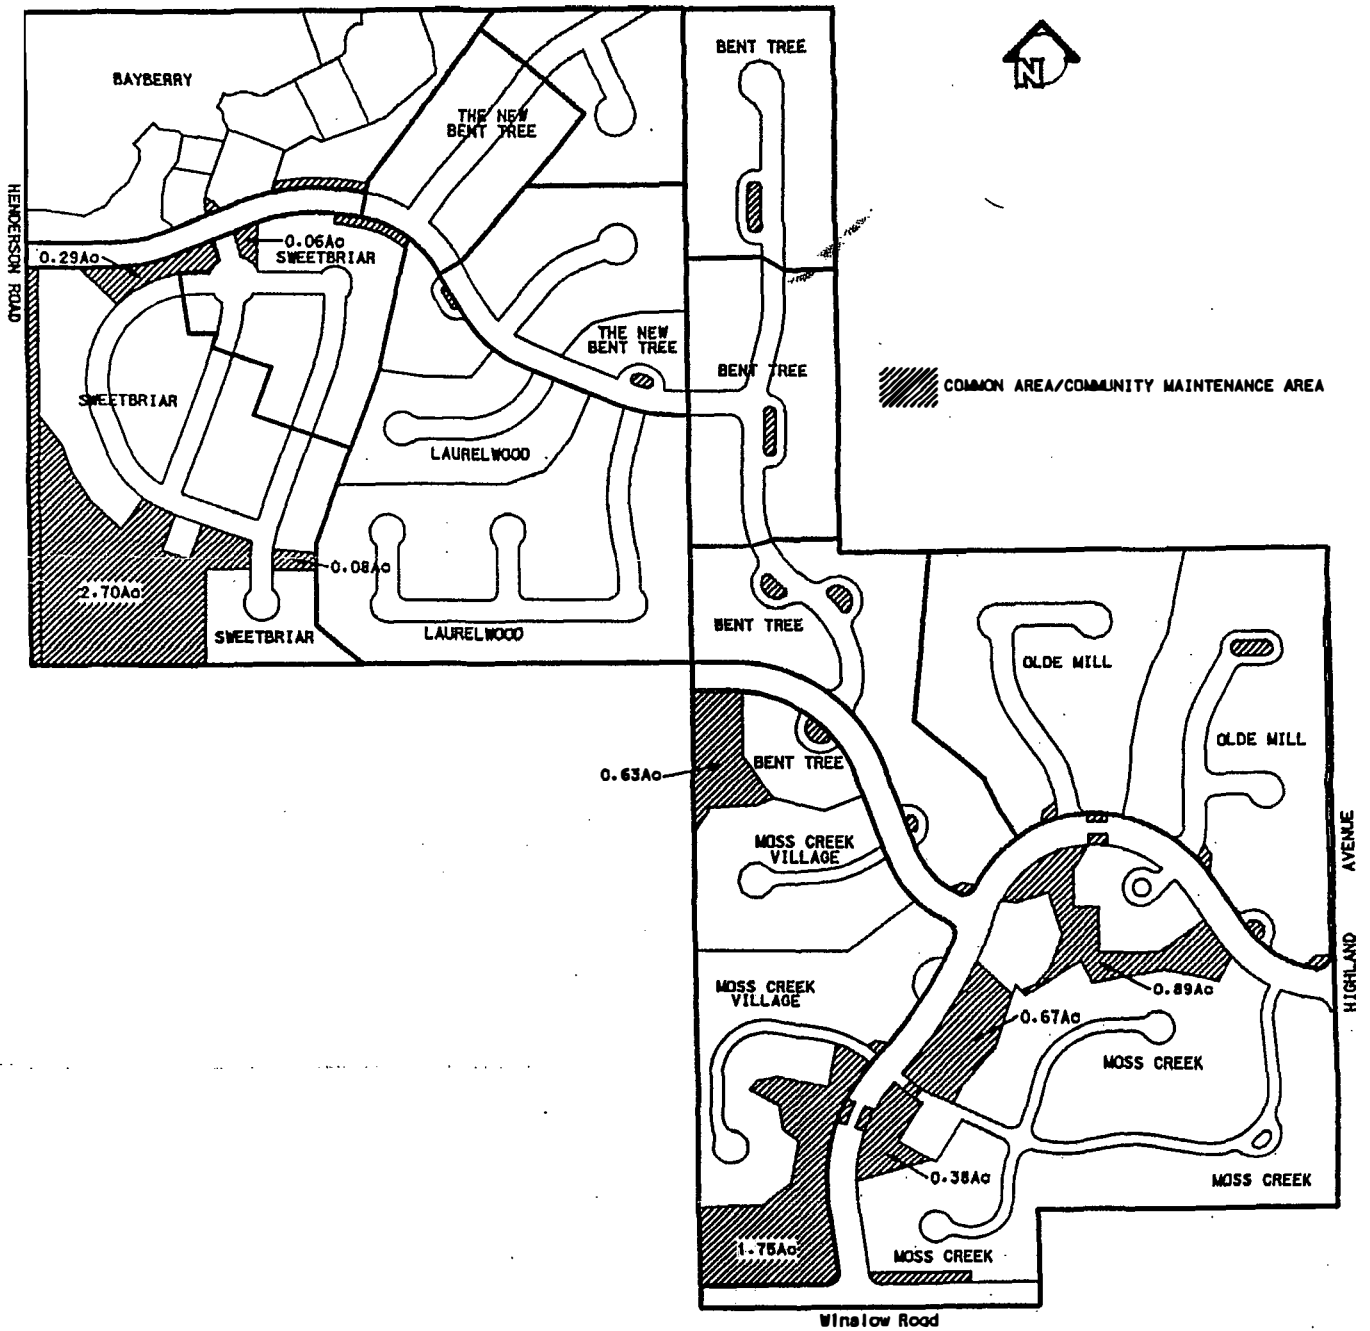 BENT TREE
N
BAYBERRY
THE NEW
BENT TREE
HENDERSON ROAD
0.06Ac
SWEETBRIAR
0.29Ac
THE NEW
BENT TREE
BENT TREE
COMMON AREA/COMMUNITY MAINTENANCE AREA
SWEETBRIAR
LAURELWOOD
0.08Ac
2.70Ac
SWEETBRIAR
LAURELWOOD
BENT TREE
OLDE MILL
OLDE MILL
BENT TREE
0.63Ac
MOSS CREEK
VILLAGE
HIGHLAND AVENUE
MOSS CREEK
VILLAGE
0.89Ac
0.67Ac
MOSS CREEK
0.38Ac
MOSS CREEK
1.75Ac
MOSS CREEK
Winslow Road